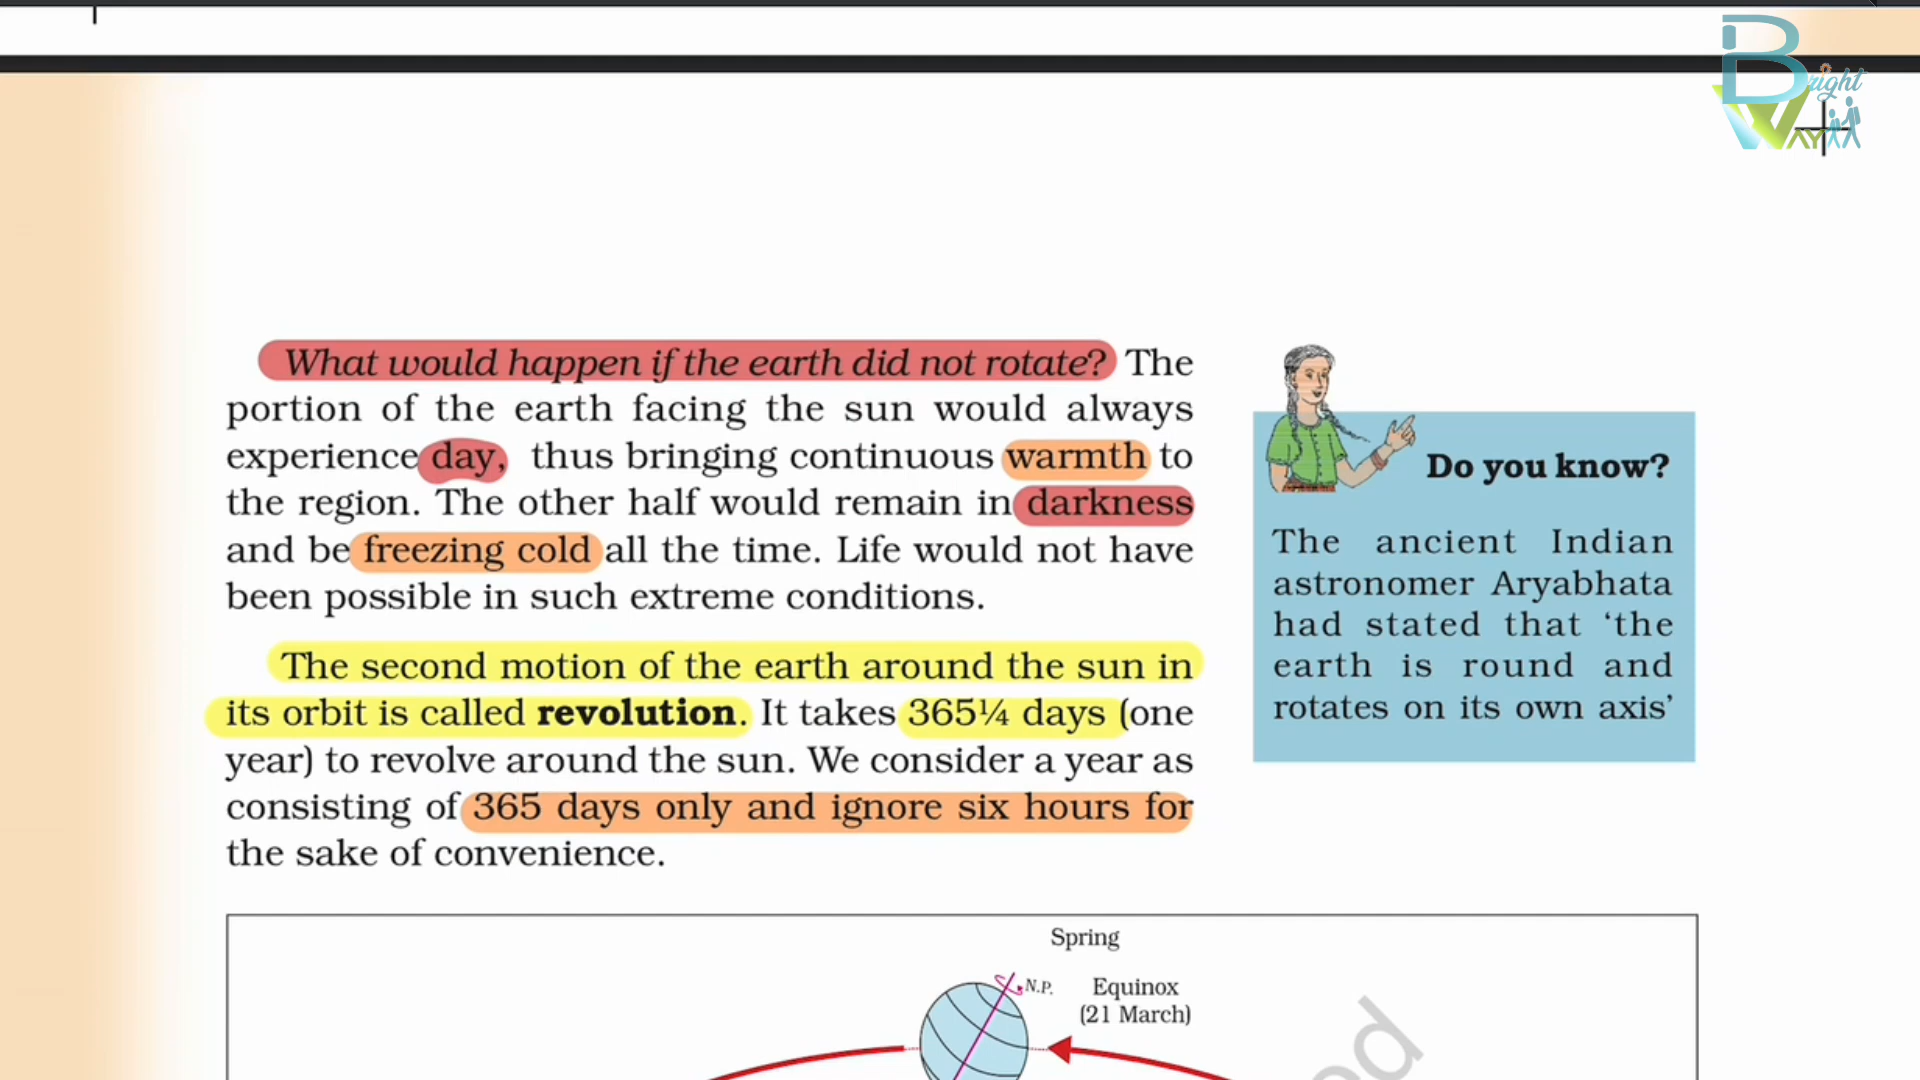 Bright
WAY
What would happen if the earth did not rotate? The
portion of the earth facing the sun would always
experience day, thus bringing continuous warmth to
the region. The other half would remain in darkness
and be freezing cold all the time. Life would not have
been possible in such extreme conditions.
The second motion of the earth around the sun in
its orbit is called revolution. It takes 365¼ days (one
year) to revolve around the sun. We consider a year as
consisting of 365 days only and ignore six hours for
the sake of convenience.
Do you know?
The ancient Indian
astronomer Aryabhata
had stated that ‘the
earth is round and
rotates on its own axis’
Spring
N.P.
Equinox
(21 March)
ed